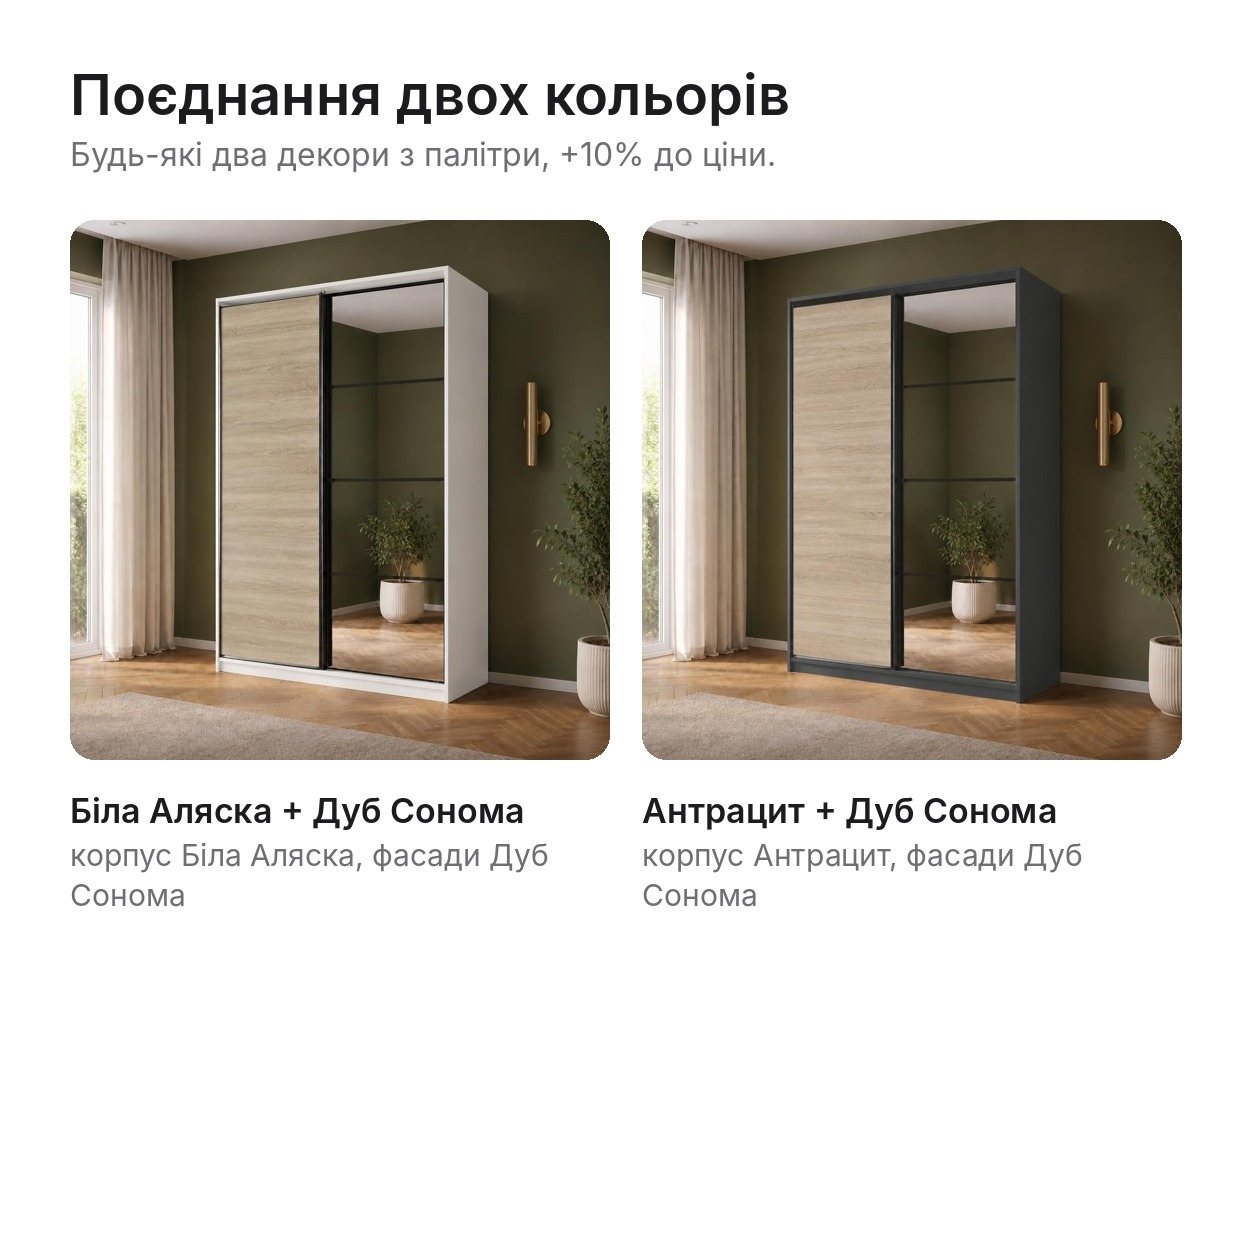 Поєднання двох кольорів
Будь-які два декори з палітри, +10% до ціни.
Біла Аляска + Дуб Сонома
корпус Біла Аляска, фасади Дуб
Сонома
Антрацит + Дуб Сонома
корпус Антрацит, фасади Дуб
Сонома